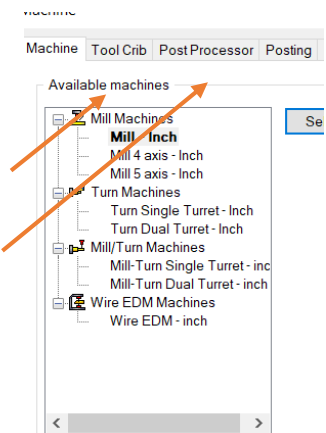 Machine
Machine Tool Crib Post Processor Posting
Available machines
Mill Machines
Mill - Inch
Mill 4 axis - Inch
Mill 5 axis - Inch
Turn Machines
Turn Single Turret - Inch
Turn Dual Turret - Inch
Mill/Turn Machines
Mill-Turn Single Turret - inc
Mill-Turn Dual Turret - inch
Wire EDM Machines
Wire EDM - inch
Se